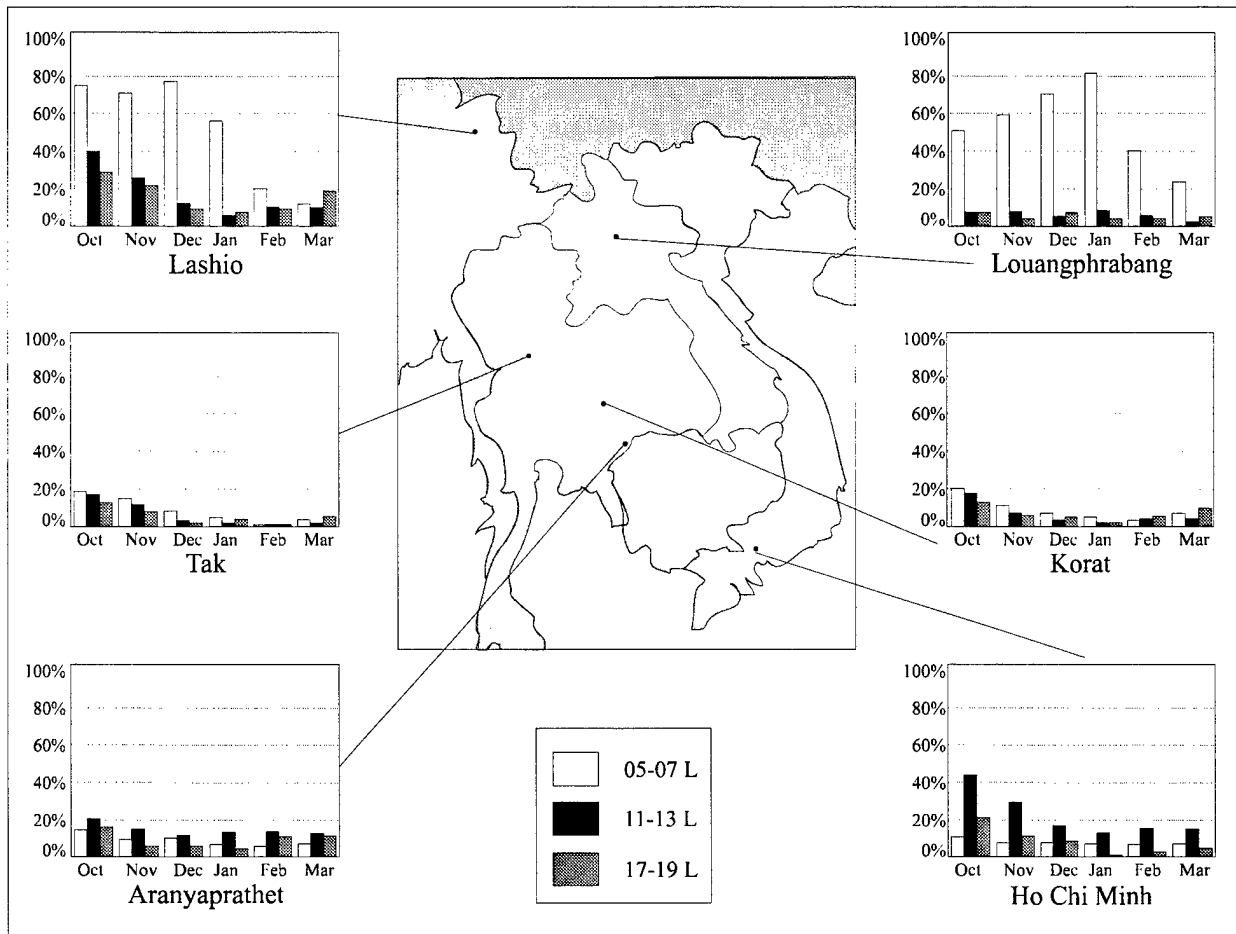 100%
80%
60%
40%
20%
0%
Oct Nov Dec Jan Feb Mar
Lashio
100%
80%
60%
40%
20%
0%
Oct Nov Dec Jan Feb Mar
Louangphrabang
100%
80%
60%
40%
20%
0%
Oct Nov Dec Jan Feb Mar
Tak
100%
80%
60%
40%
20%
0%
Oct Nov Dec Jan Feb Mar
Korat
100%
80%
60%
40%
20%
0%
Oct Nov Dec Jan Feb Mar
Aranyaprathet
05-07 L
11-13 L
17-19 L
100%
80%
60%
40%
20%
0%
Oct Nov Dec Jan Feb Mar
Ho Chi Minh